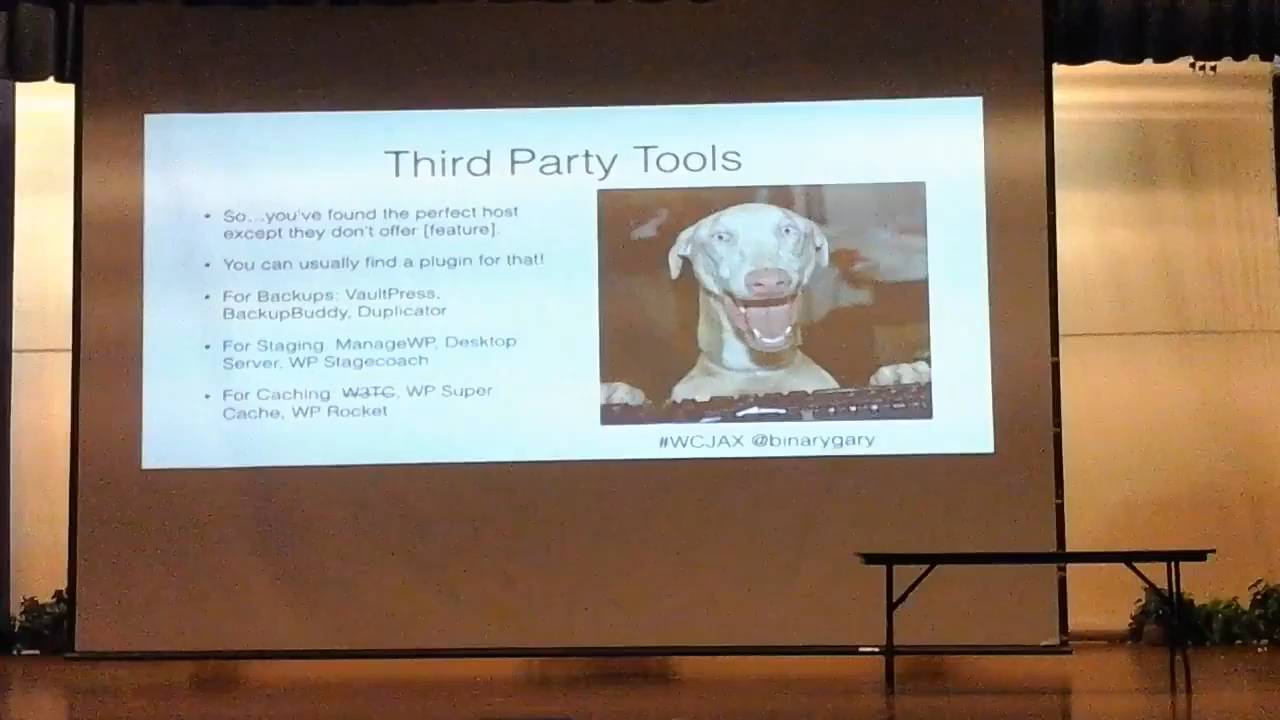 Third Party Tools
• So...you've found the perfect host
except they don't offer [feature].
• You can usually find a plugin for that!
• For Backups: VaultPress,
BackupBuddy, Duplicator
• For Staging: ManageWP, Desktop
Server, WP Stagecoach
• For Caching: W3TC, WP Super
Cache, WP Rocket
#WCJAX @binarygary